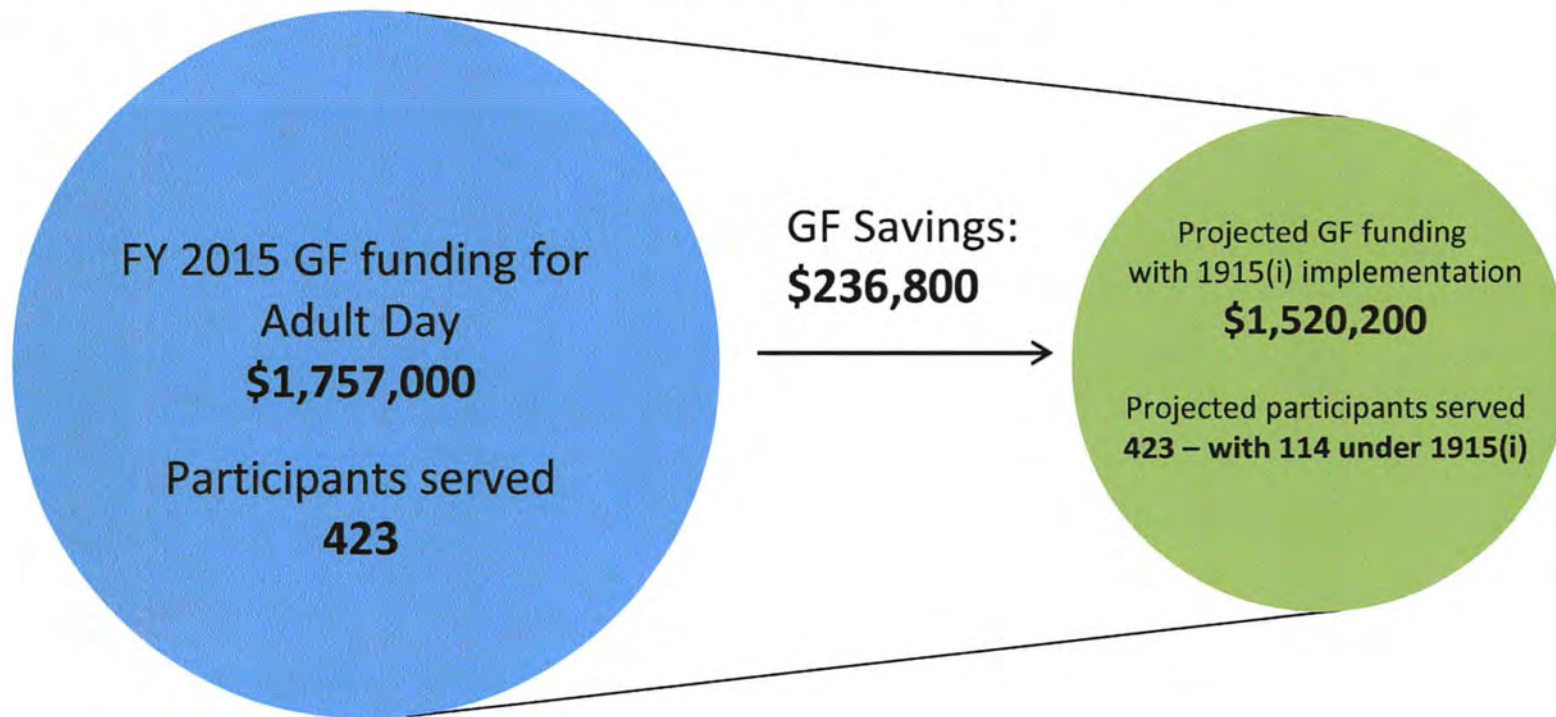 FY 2015 GF funding for
Adult Day
$1,757,000
Participants served
423
GF Savings:
$236,800
Projected GF funding
with 1915(i) implementation
$1,520,200
Projected participants served
423 – with 114 under 1915(i)